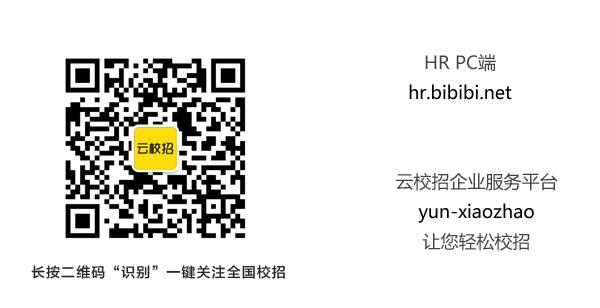 云校招
长按二维码“识别”一键关注全国校招
HR PC端
hr.bibibi.net
云校招企业服务平台
yun-xiaozhao
让您轻松校招